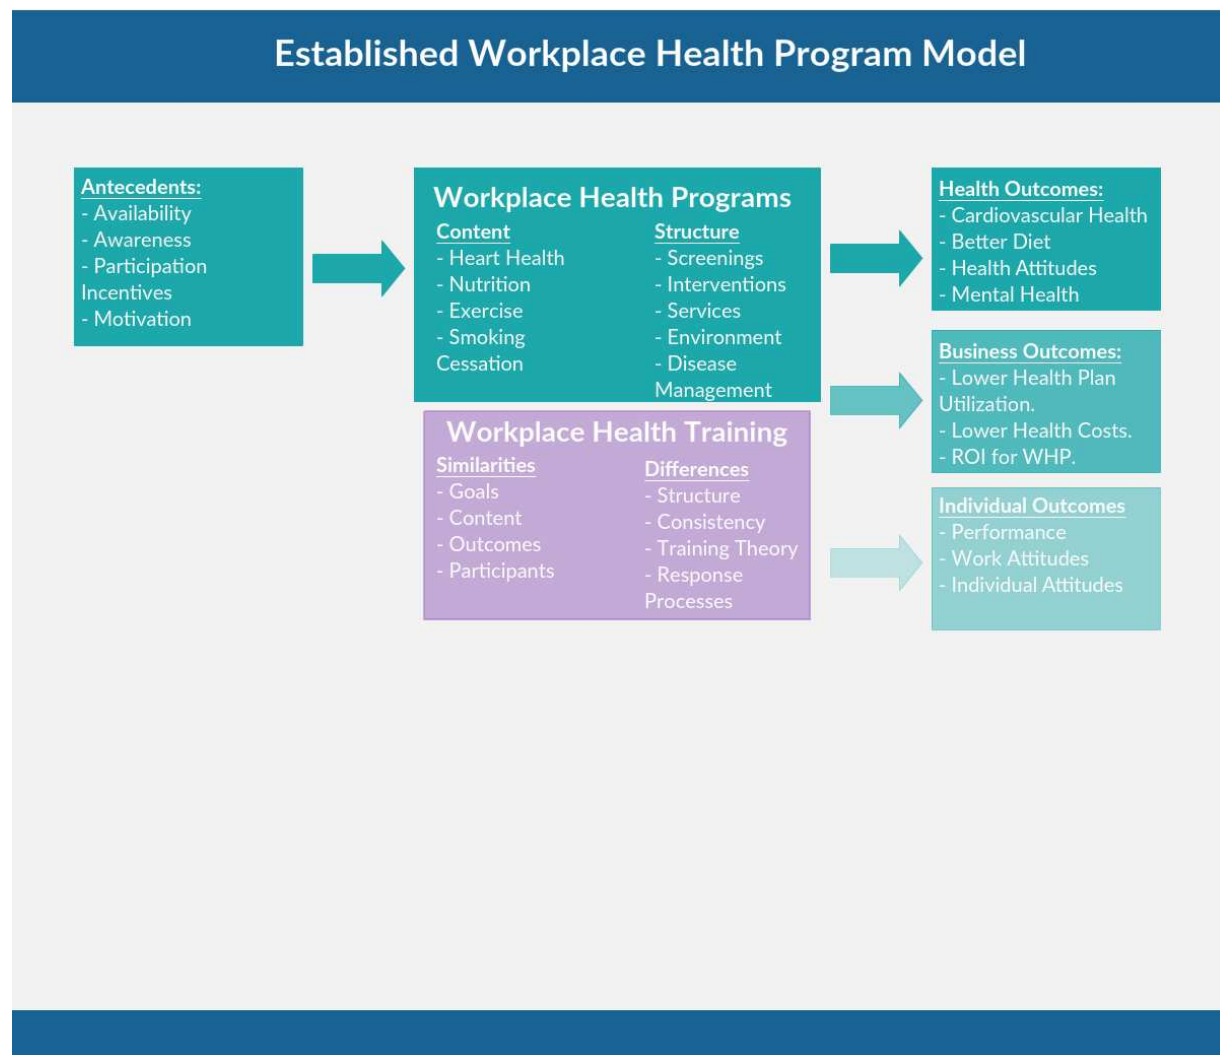 Established Workplace Health Program Model
Antecedents:
- Availability
- Awareness
- Participation
Incentives
- Motivation
Workplace Health Programs
Content
- Heart Health
- Nutrition
- Exercise
- Smoking
Cessation
Structure
- Screenings
- Interventions
- Services
- Environment
- Disease
Management
Workplace Health Training
Similarities
- Goals
- Content
- Outcomes
- Participants
Differences
- Structure
- Consistency
- Training Theory
- Response
Processes
Health Outcomes:
- Cardiovascular Health
- Better Diet
- Health Attitudes
- Mental Health
Business Outcomes:
- Lower Health Plan
Utilization.
- Lower Health Costs.
- ROI for WHP.
Individual Outcomes
- Performance
- Work Attitudes
- Individual Attitudes